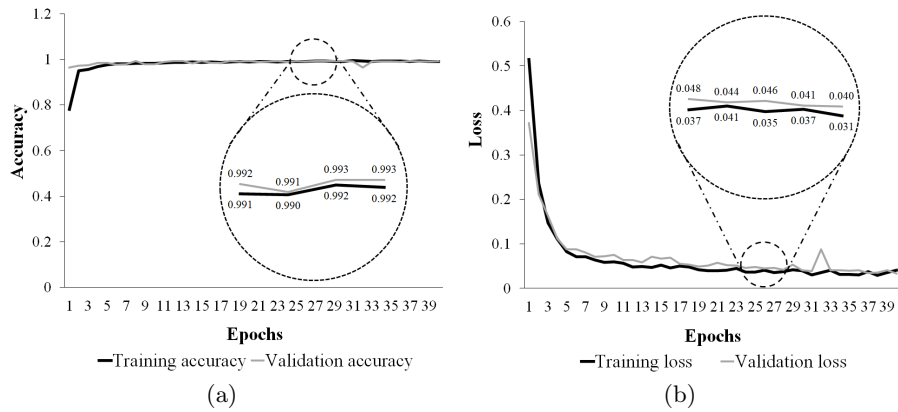 1.2
1
0.8
0.6
0.4
0.2
0
Accuracy
0.992
0.991
0.993
0.993
0.991
0.990
0.992
0.992
1 3 5 7 9 11 13 15 17 19 21 23 25 27 29 31 33 35 37 39
Epochs
Training accuracy Validation accuracy
(a)
0.6
0.5
0.4
0.3
0.2
0.1
0
Loss
0.048 0.044 0.046 0.041 0.040
0.037 0.041 0.035 0.037 0.031
1 3 5 7 9 11 13 15 17 19 21 23 25 27 29 31 33 35 37 39
Epochs
Training loss Validation loss
(b)